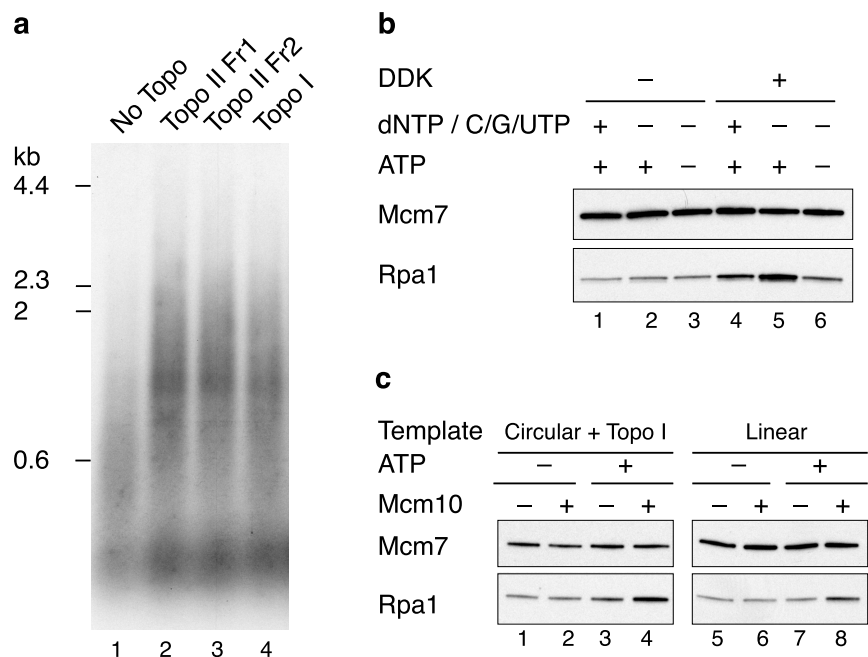 a
No Topo
Topo II Fr1
Topo II Fr2
Topo I
kb
4.4
2.3
2
0.6
1 2 3 4
b
DDK − +
dNTP / C/G/UTP + − − + − −
ATP + + − + + −
Mcm7
Rpa1
1 2 3 4 5 6
c
Template Circular + Topo I Linear
ATP − + − +
Mcm10 − + − + − + − +
Mcm7
Rpa1
1 2 3 4 5 6 7 8